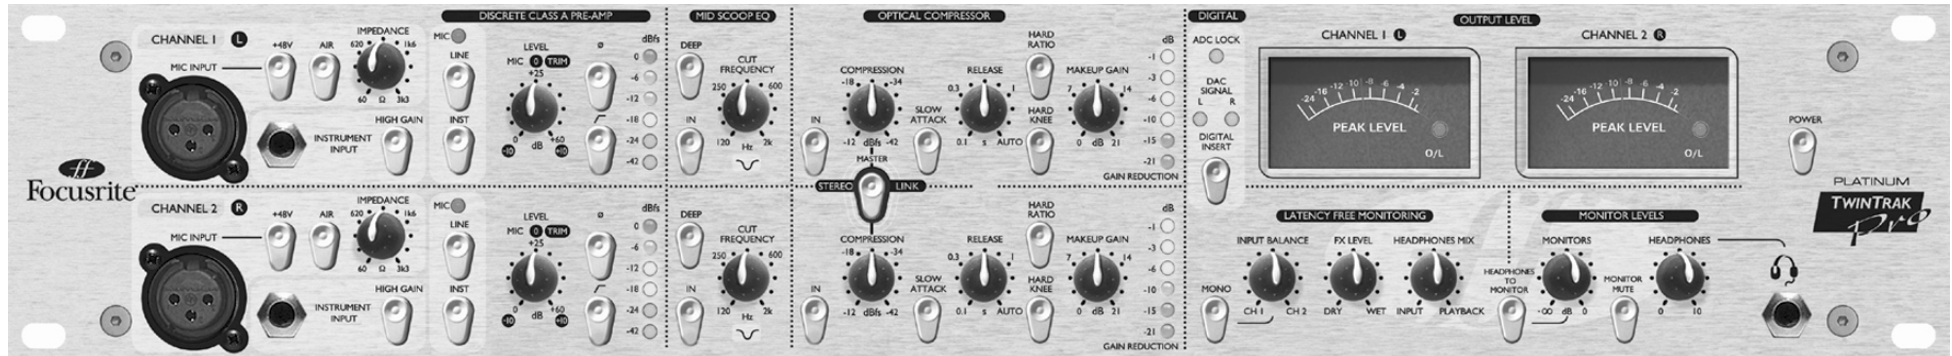 DISCRETE CLASS A PRE-AMP
MID SCOOP EQ
OPTICAL COMPRESSOR
DIGITAL
OUTPUT LEVEL
CHANNEL 1 L
+48V
AIR
IMPEDANCE
620 1k6
60 Ω 3k3
MIC INPUT
INSTRUMENT
INPUT
HIGH GAIN
MIC
LINE
INST
LEVEL
MIC 0 TRIM
+25
0 dB +60
-10 +10
ø
dBfs
0
-6
-12
-18
-24
-42
DEEP
IN
CUT
FREQUENCY
250 600
120 Hz 2k
IN
COMPRESSION
-18 -34
-12 dBfs -42
SLOW
ATTACK
RELEASE
0.3 1
0.1 s AUTO
HARD
RATIO
HARD
KNEE
MAKEUP GAIN
7 14
0 dB 21
dB
-1
-3
-6
-10
-15
-21
GAIN REDUCTION
MASTER
STEREO LINK
ADC LOCK
DAC
SIGNAL
L R
DIGITAL
INSERT
CHANNEL 1 L
-24 -16 -12 -10 -8 -6 -4 -2
PEAK LEVEL
O/L
CHANNEL 2 R
-24 -16 -12 -10 -8 -6 -4 -2
PEAK LEVEL
O/L
POWER
ff
Focusrite
PLATINUM
TWINTRAK
Pro
CHANNEL 2 R
+48V
AIR
IMPEDANCE
620 1k6
60 Ω 3k3
MIC INPUT
INSTRUMENT
INPUT
HIGH GAIN
MIC
LINE
INST
LEVEL
MIC 0 TRIM
+25
0 dB +60
-10 +10
ø
dBfs
0
-6
-12
-18
-24
-42
DEEP
IN
CUT
FREQUENCY
250 600
120 Hz 2k
IN
COMPRESSION
-18 -34
-12 dBfs -42
SLOW
ATTACK
RELEASE
0.3 1
0.1 s AUTO
HARD
RATIO
HARD
KNEE
MAKEUP GAIN
7 14
0 dB 21
dB
-1
-3
-6
-10
-15
-21
GAIN REDUCTION
LATENCY FREE MONITORING
MONITOR LEVELS
MONO
INPUT BALANCE
CH 1 CH 2
FX LEVEL
DRY WET
HEADPHONES MIX
INPUT PLAYBACK
HEADPHONES
TO
MONITOR
MONITORS
-00 dB 0
MONITOR
MUTE
HEADPHONES
0 10